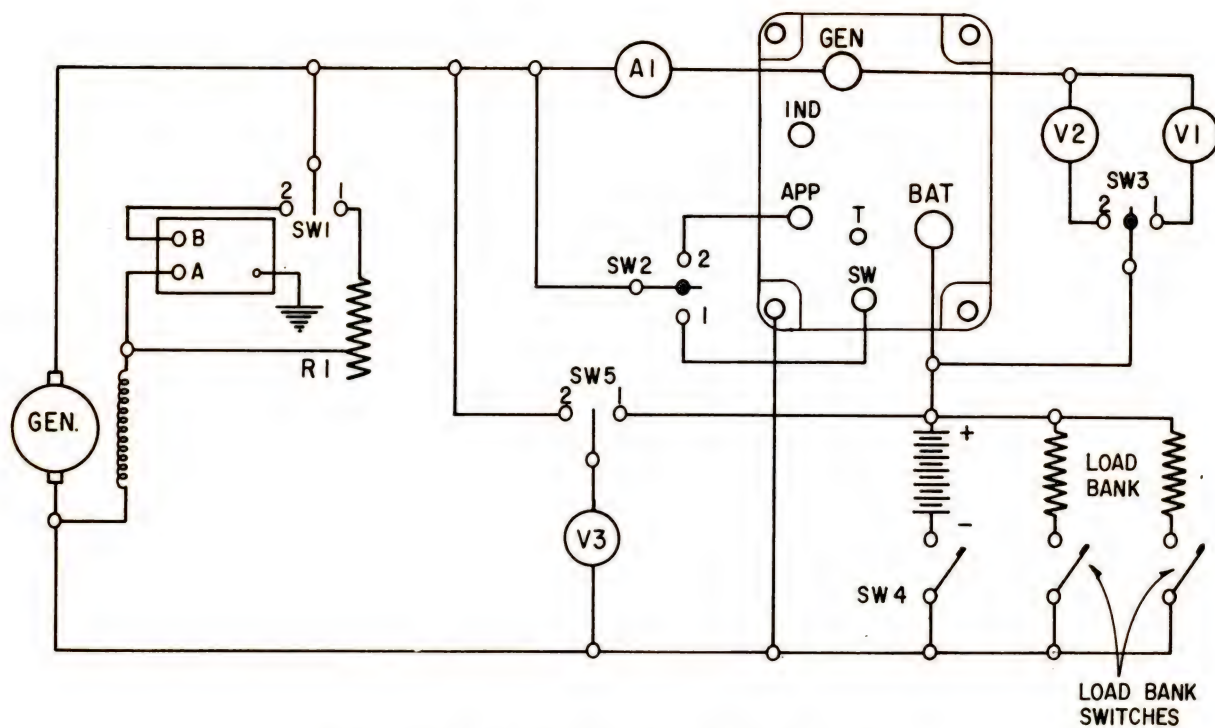 GEN
A1
IND
V2
V1
2
1
SW3
2
1
SW1
B
A
APP
BAT
T
SW2
2
1
SW
R1
GEN.
SW5
2
1
+
-
LOAD
BANK
V3
SW4
LOAD BANK
SWITCHES